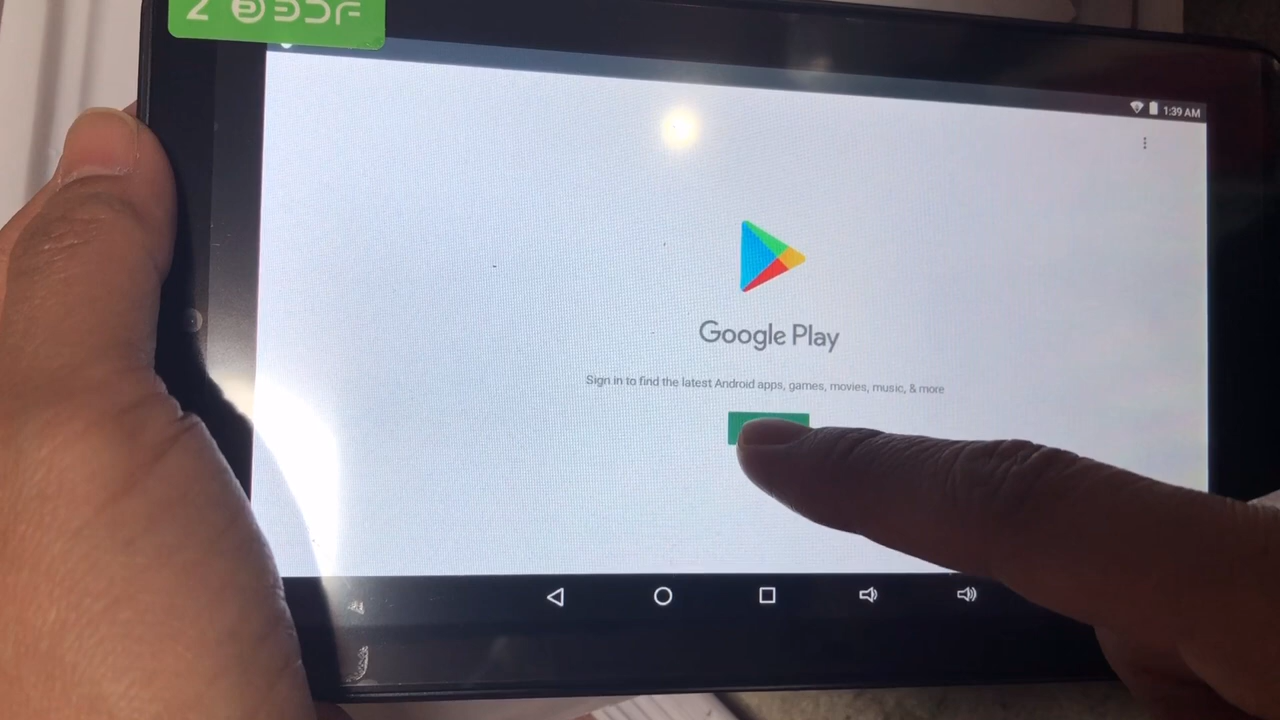 1:39 AM
Google Play
Sign in to find the latest Android apps, games, movies, music, & more